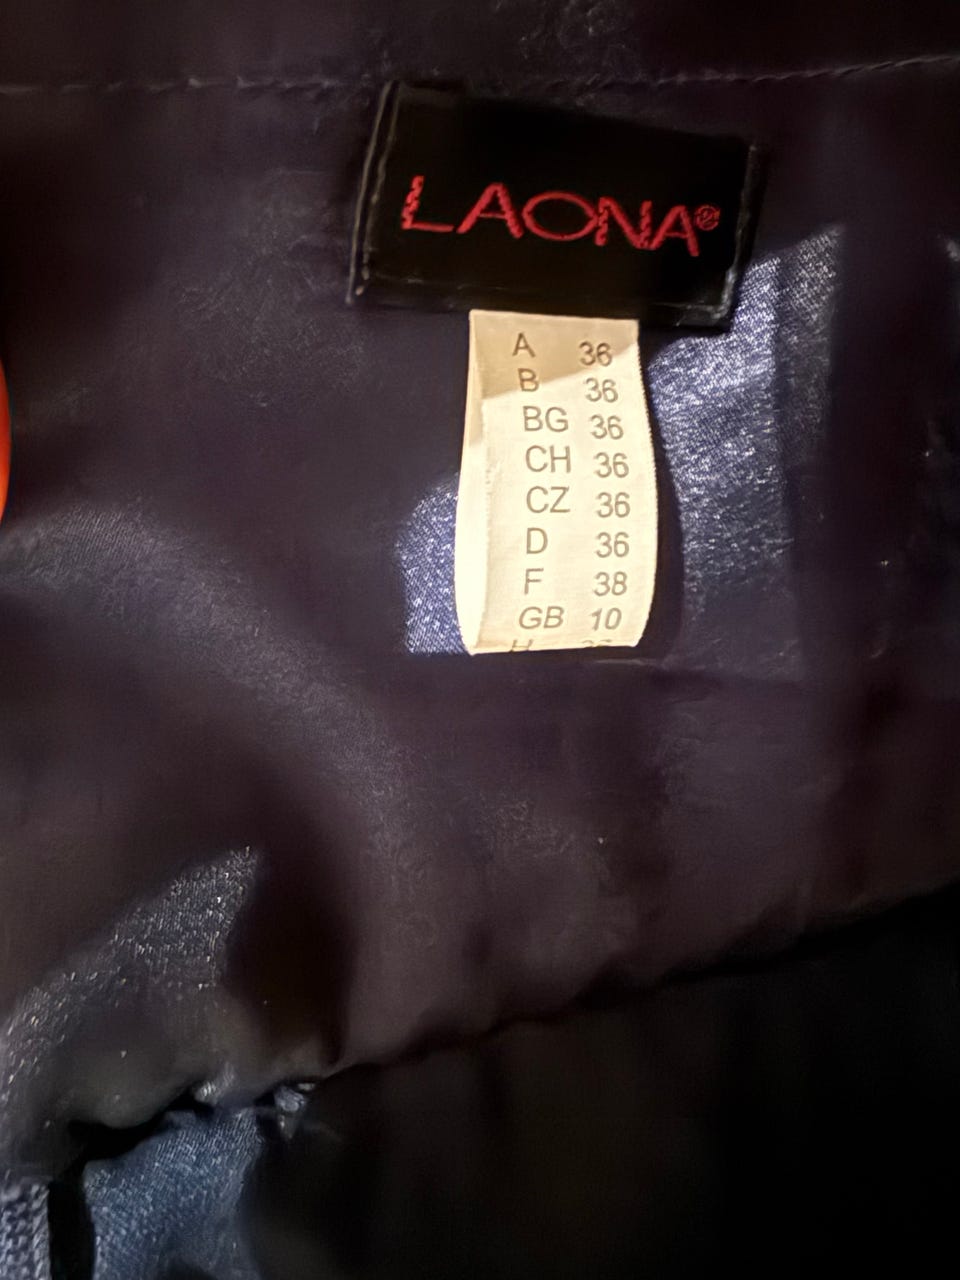 LAONA®
A 36
B 36
BG 36
CH 36
CZ 36
D 36
F 38
GB 10